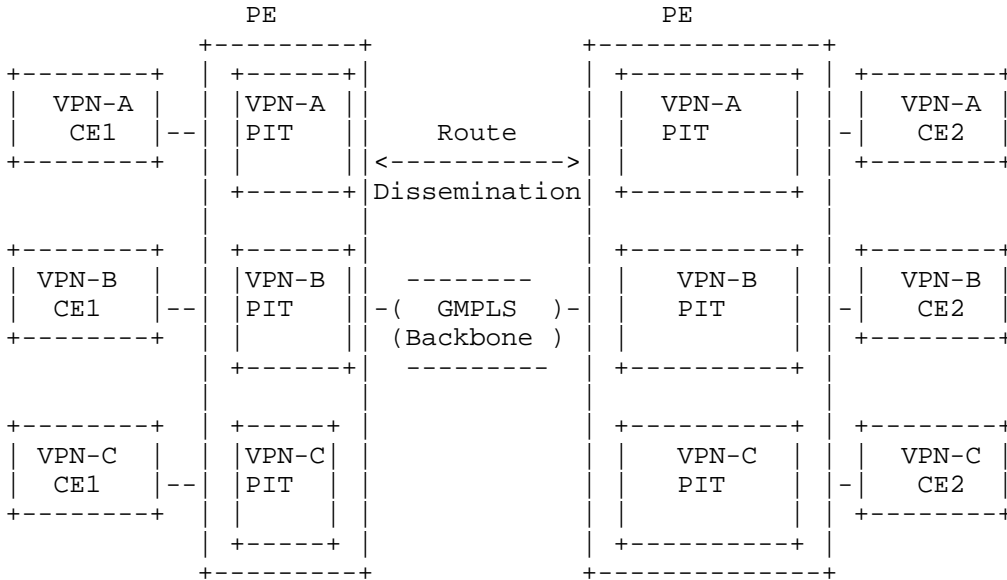 PE PE
VPN-A VPN-A VPN-A VPN-A
CE1 PIT Route PIT CE2
Dissemination
VPN-B VPN-B VPN-B VPN-B
CE1 PIT GMPLS PIT CE2
(Backbone )
VPN-C VPN-C VPN-C VPN-C
CE1 PIT PIT CE2